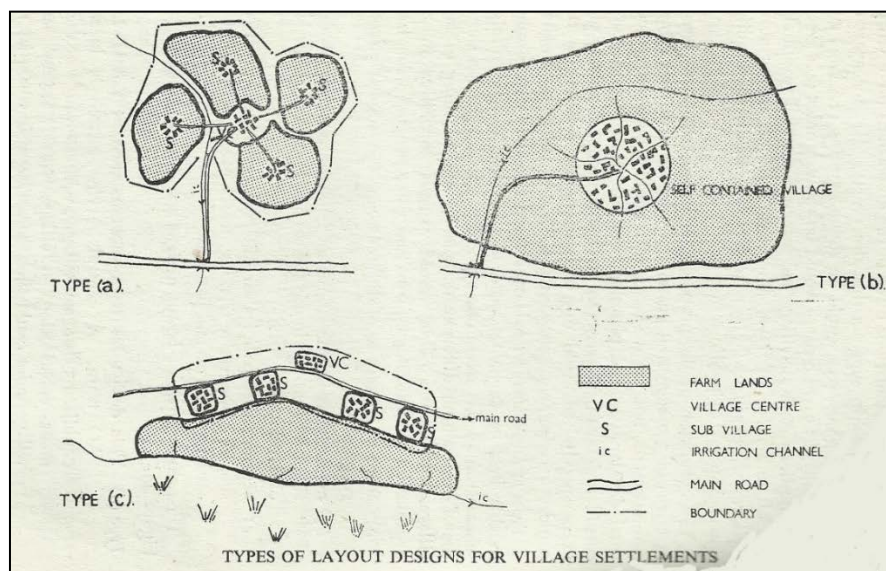 S
S
S
S
ic
TYPE (a).
ic
SELF CONTAINED VILLAGE
TYPE (b).
VC
S
S
S
S
main road
ic
TYPE (c).
FARM LANDS
VC VILLAGE CENTRE
S SUB VILLAGE
ic IRRIGATION CHANNEL
MAIN ROAD
BOUNDARY
TYPES OF LAYOUT DESIGNS FOR VILLAGE SETTLEMENTS